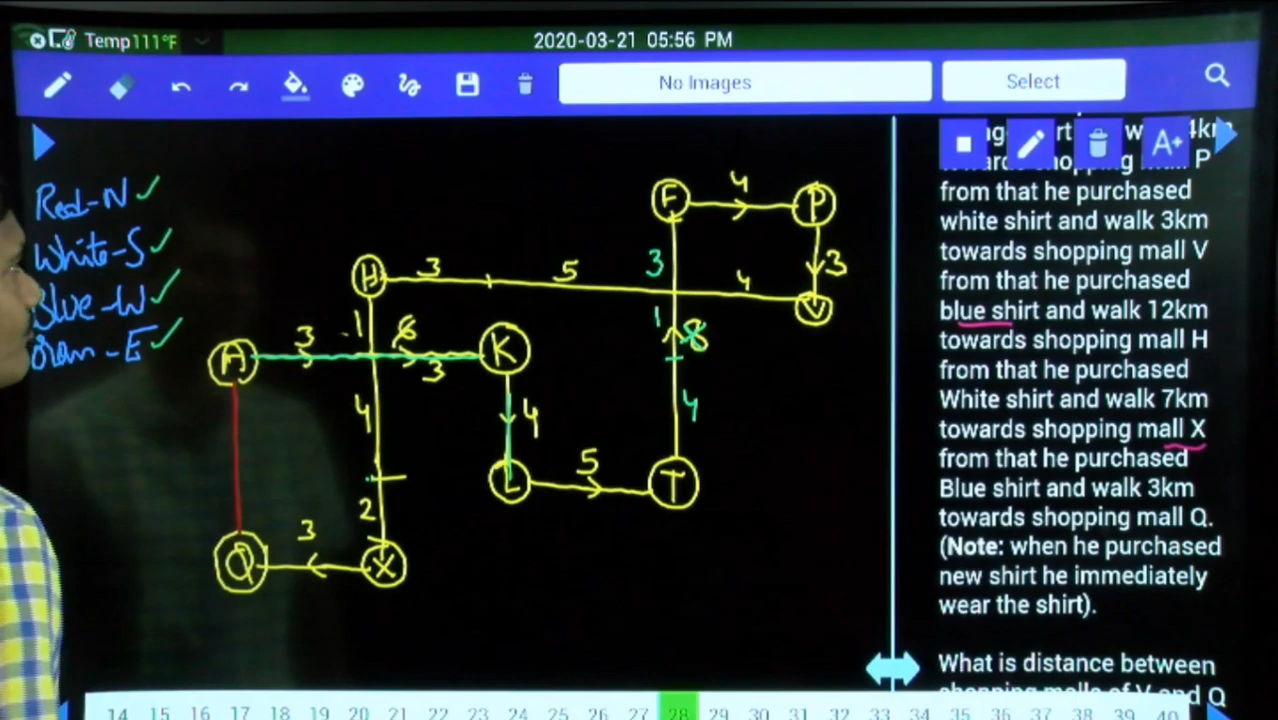 Temp111°F
2020-03-21 05:56 PM
No Images
Select
A+
Red-N ✓
White-S ✓
Blue-W ✓
Oran-E ✓
F
4
P
3
3
V
H
3
5
4
1
1
8
A
3
8
3
K
4
4
4
L
5
T
2
Q
3
X
4km
P
from that he purchased
white shirt and walk 3km
towards shopping mall V
from that he purchased
blue shirt and walk 12km
towards shopping mall H
from that he purchased
White shirt and walk 7km
towards shopping mall X
from that he purchased
Blue shirt and walk 3km
towards shopping mall Q.
(Note: when he purchased
new shirt he immediately
wear the shirt).
What is distance between
shopping malls of V and Q
14 15 16 17 18 19 20 21 22 23 24 25 26 27 28 29 30 31 32 33 34 35 36 37 38 39 40